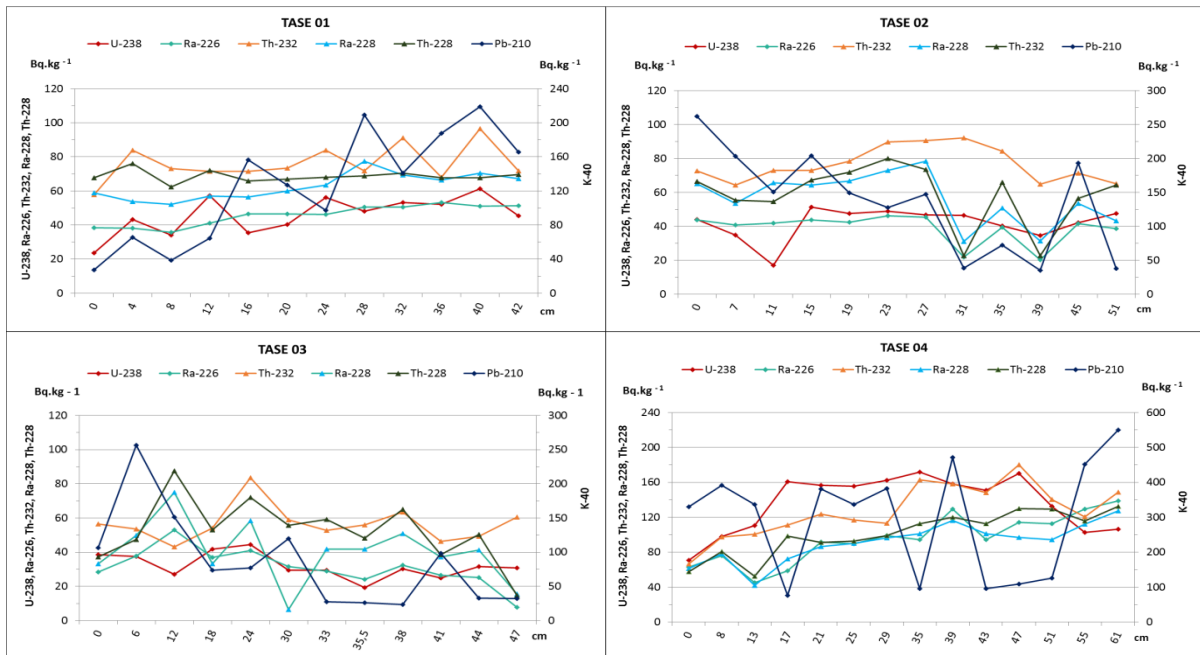 TASE 01
U-238 Ra-226 Th-232 Ra-228 Th-228 Pb-210
Bq.kg -1 Bq.kg -1
U-238, Ra-226, Th-232, Ra-228, Th-228
120
100
80
60
40
20
0
240
200
160
120
80
40
0
K-40
0 4 8 12 16 20 24 28 32 36 40 42 cm
TASE 02
U-238 Ra-226 Th-232 Ra-228 Th-232 Pb-210
Bq.kg -1 Bq.kg -1
U-238, Ra-226, Th-232, Ra-228, Th-228
120
100
80
60
40
20
0
300
250
200
150
100
50
0
K-40
0 7 11 15 19 23 27 31 35 39 45 51 cm
TASE 03
Bq.kg - 1 Bq.kg - 1
U-238 Ra-226 Th-232 Ra-228 Th-228 Pb-210
U-238, Ra-226, Th-232, Ra-228, Th-228
120
100
80
60
40
20
0
300
250
200
150
100
50
0
K-40
0 6 12 18 24 30 33 35,5 38 41 44 47 cm
TASE 04
U-238 Ra-226 Th-232 Ra-228 Th-228 Pb-210
Bq.kg -1 Bq.kg -1
U-238, Ra-226, Th-232, Ra-228, Th-228
240
200
160
120
80
40
0
600
500
400
300
200
100
0
K-40
0 8 13 17 21 25 29 35 39 43 47 51 55 61 cm